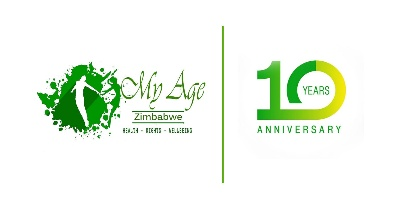 My Age
Zimbabwe
HEALTH - RIGHTS - WELLBEING
10
YEARS
ANNIVERSARY